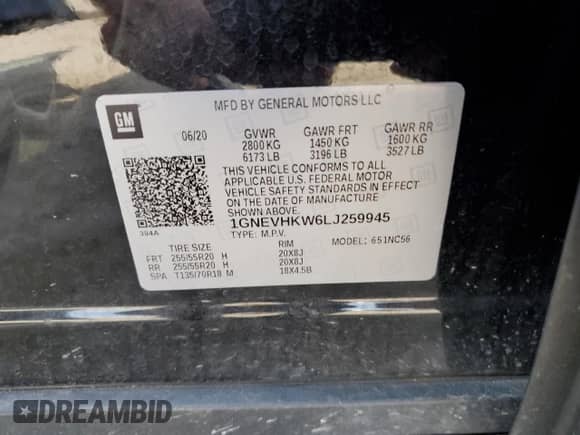 MFD BY GENERAL MOTORS LLC
GM
06/20 GVWR GAWR FRT GAWR RR
2800 KG 1450 KG 1600 KG
6173 LB 3196 LB 3527 LB
THIS VEHICLE CONFORMS TO ALL
APPLICABLE U.S. FEDERAL MOTOR
VEHICLE SAFETY STANDARDS IN EFFECT
ON THE DATE OF MANUFACTURE
SHOWN ABOVE.
1GNEVHKW6LJ259945
394A TYPE: M.P.V. MODEL: 651NC56
TIRE SIZE RIM
FRT 255/55R20 H 20X8J
RR 255/55R20 H 20X8J
SPA T135/70R18 M 18X4.5B
DREAMBID